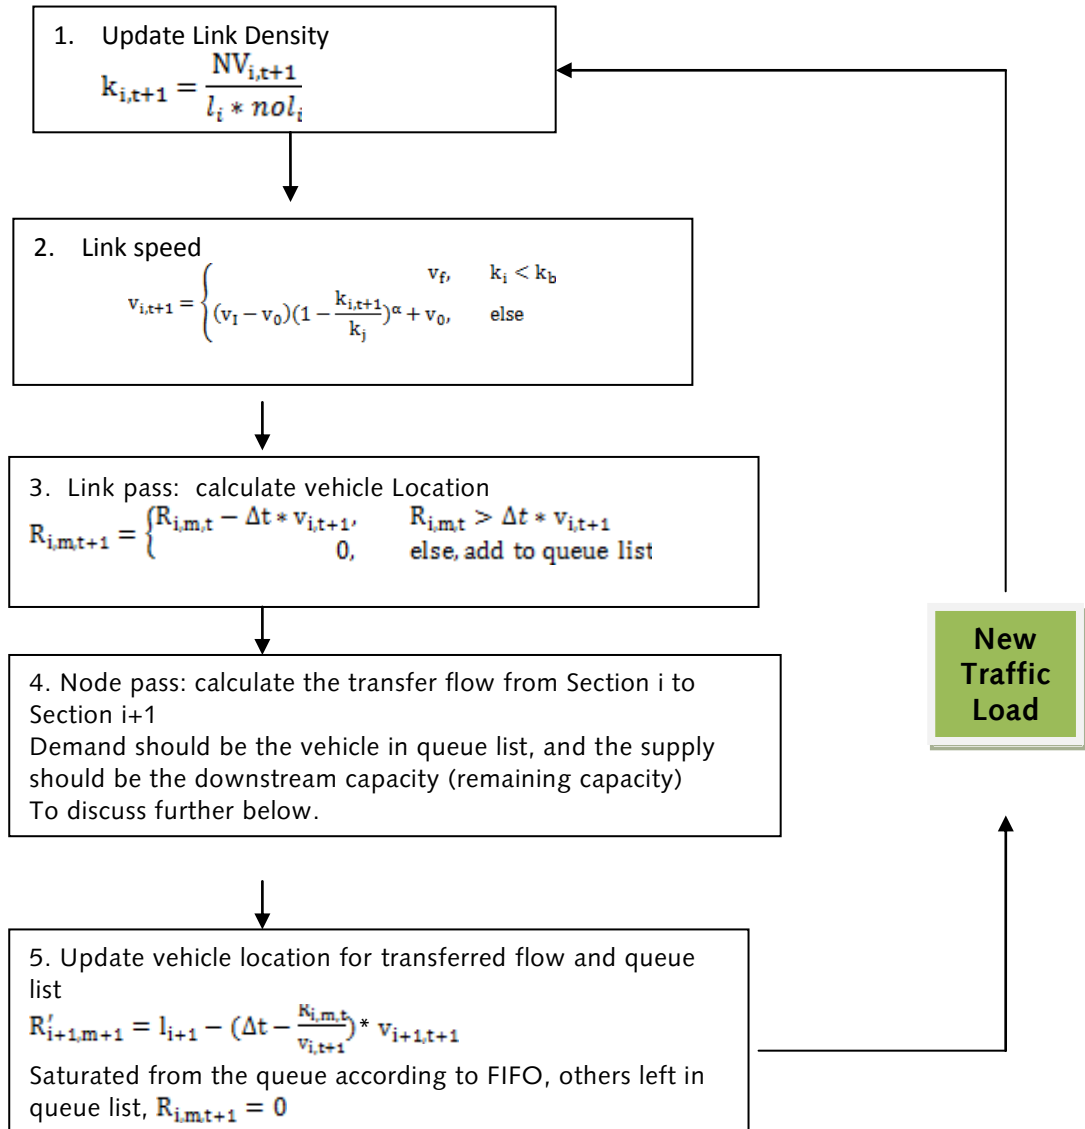 1. Update Link Density
k_{i,t+1} = \frac{NV_{i,t+1}}{l_i * nol_i}
2. Link speed
v_{i,t+1} = { v_f, k_i < k_b
(v_I − v_0)(1 − \frac{k_{i,t+1}}{k_j})^α + v_0, else
3. Link pass: calculate vehicle Location
R_{i,m,t+1} = { R_{i,m,t} − Δt * v_{i,t+1}, R_{i,m,t} > Δt * v_{i,t+1}
0, else, add to queue list
4. Node pass: calculate the transfer flow from Section i to
Section i+1
Demand should be the vehicle in queue list, and the supply
should be the downstream capacity (remaining capacity)
To discuss further below.
5. Update vehicle location for transferred flow and queue
list
R'_{i+1,m+1} = l_{i+1} − (Δt − \frac{R_{i,m,t}}{v_{i,t+1}}) * v_{i+1,t+1}
Saturated from the queue according to FIFO, others left in
queue list, R_{i,m,t+1} = 0
New
Traffic
Load